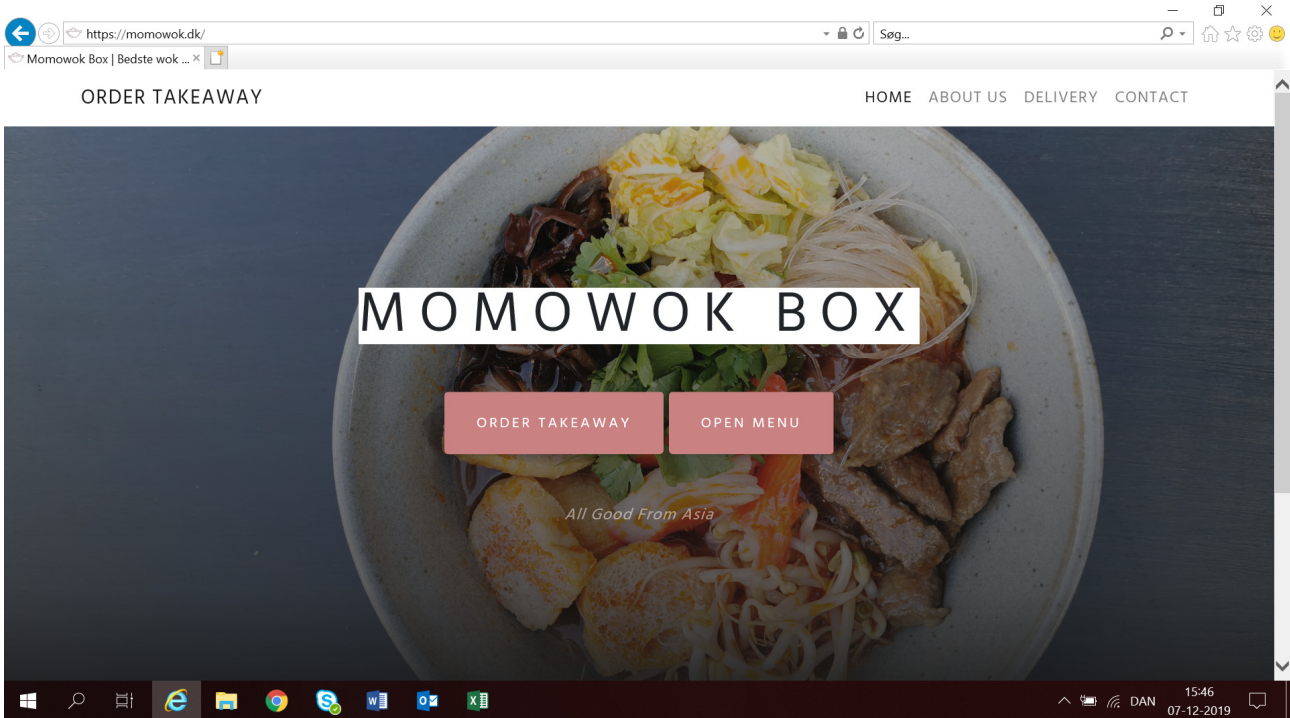 https://momowok.dk/
Søg...
Momowok Box | Bedste wok ...
ORDER TAKEAWAY
HOME ABOUT US DELIVERY CONTACT
MOMOWOK BOX
ORDER TAKEAWAY
OPEN MENU
All Good From Asia
DAN
15:46
07-12-2019